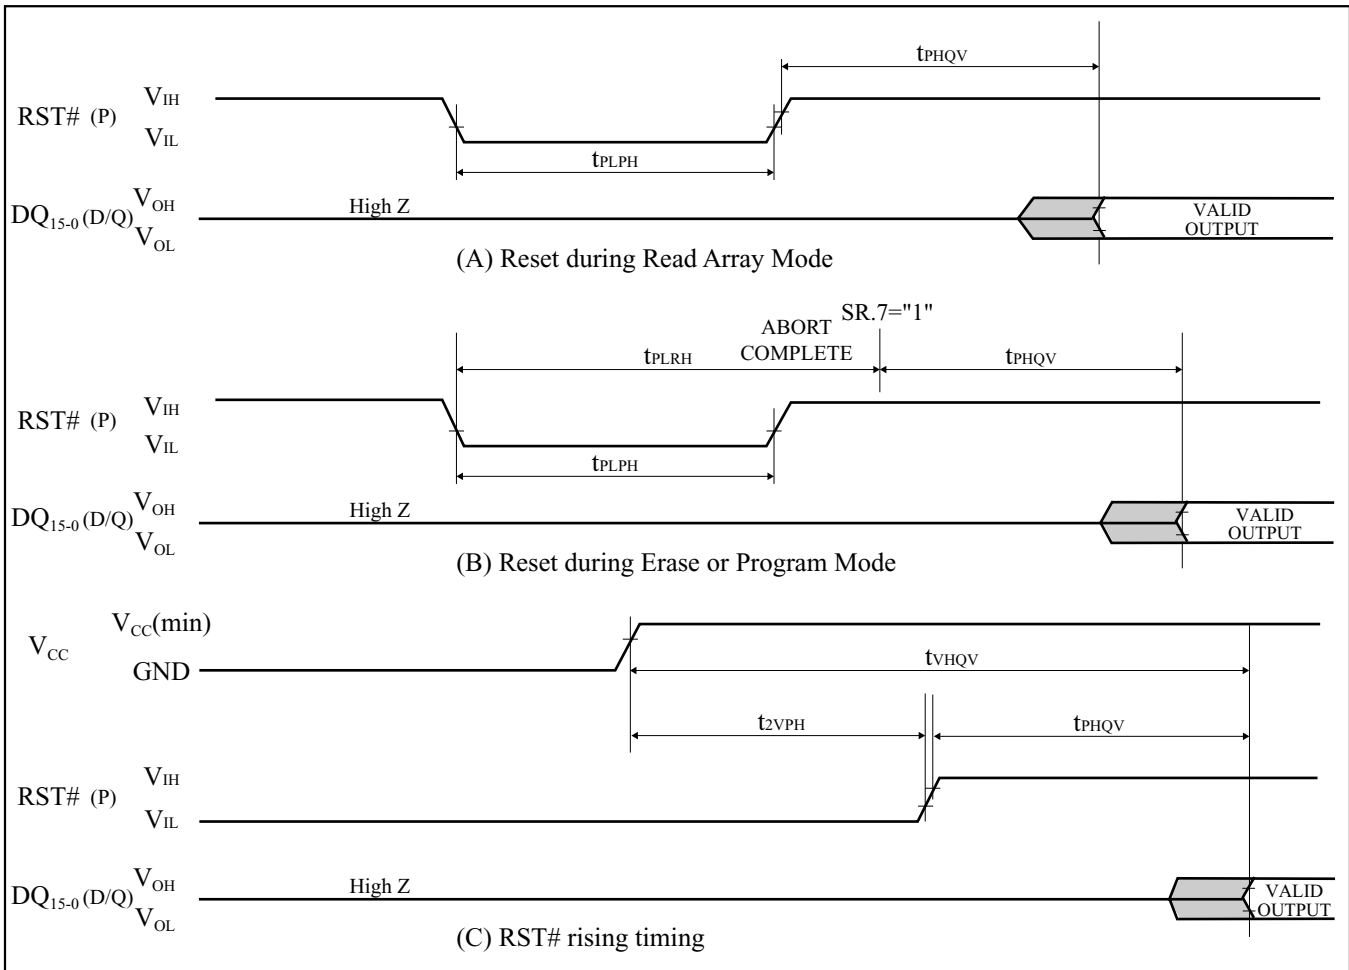 tPHQV
RST# (P)
VIH
VIL
tPLPH
DQ15-0 (D/Q)
VOH
VOL
High Z
VALID
OUTPUT
(A) Reset during Read Array Mode
SR.7="1"
ABORT
COMPLETE
tPLRH
tPHQV
RST# (P)
VIH
VIL
tPLPH
DQ15-0 (D/Q)
VOH
VOL
High Z
VALID
OUTPUT
(B) Reset during Erase or Program Mode
VCC
VCC(min)
GND
tVHQV
t2VPH
tPHQV
RST# (P)
VIH
VIL
DQ15-0 (D/Q)
VOH
VOL
High Z
VALID
OUTPUT
(C) RST# rising timing